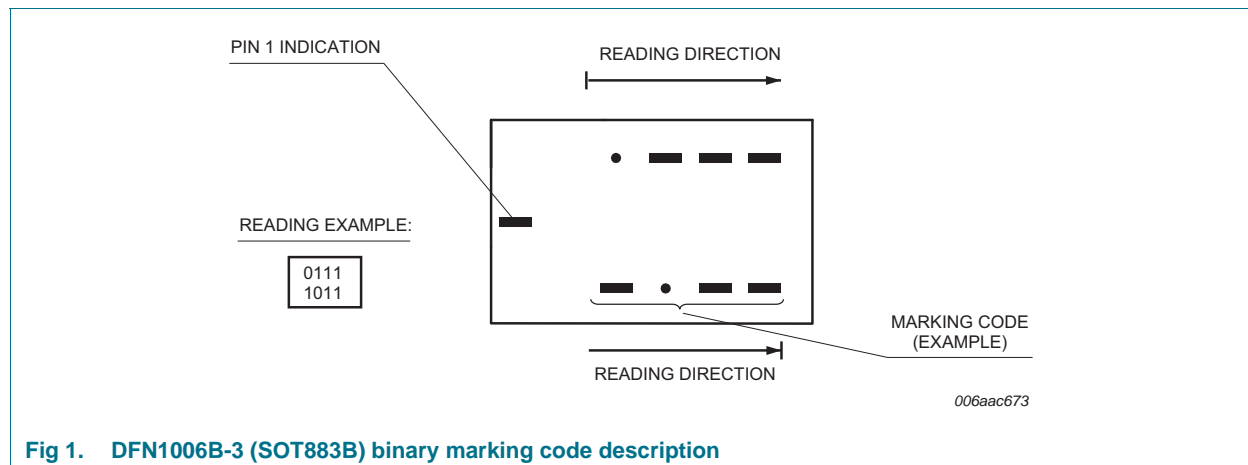 PIN 1 INDICATION
READING DIRECTION
READING EXAMPLE:
0111
1011
MARKING CODE
(EXAMPLE)
READING DIRECTION
006aac673
Fig 1. DFN1006B-3 (SOT883B) binary marking code description